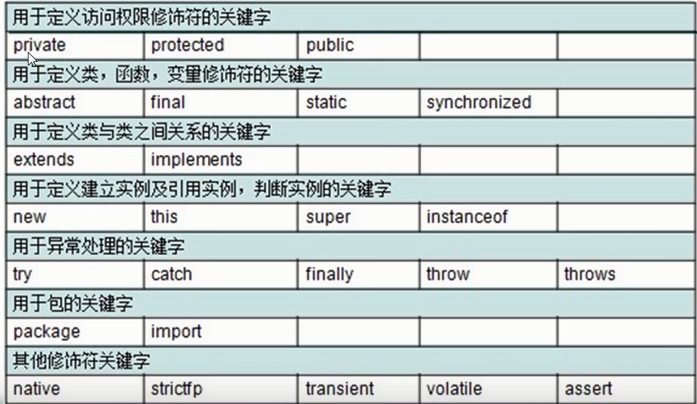 用于定义访问权限修饰符的关键字
private protected public
用于定义类，函数，变量修饰符的关键字
abstract final static synchronized
用于定义类与类之间关系的关键字
extends implements
用于定义建立实例及引用实例，判断实例的关键字
new this super instanceof
用于异常处理的关键字
try catch finally throw throws
用于包的关键字
package import
其他修饰符关键字
native strictfp transient volatile assert